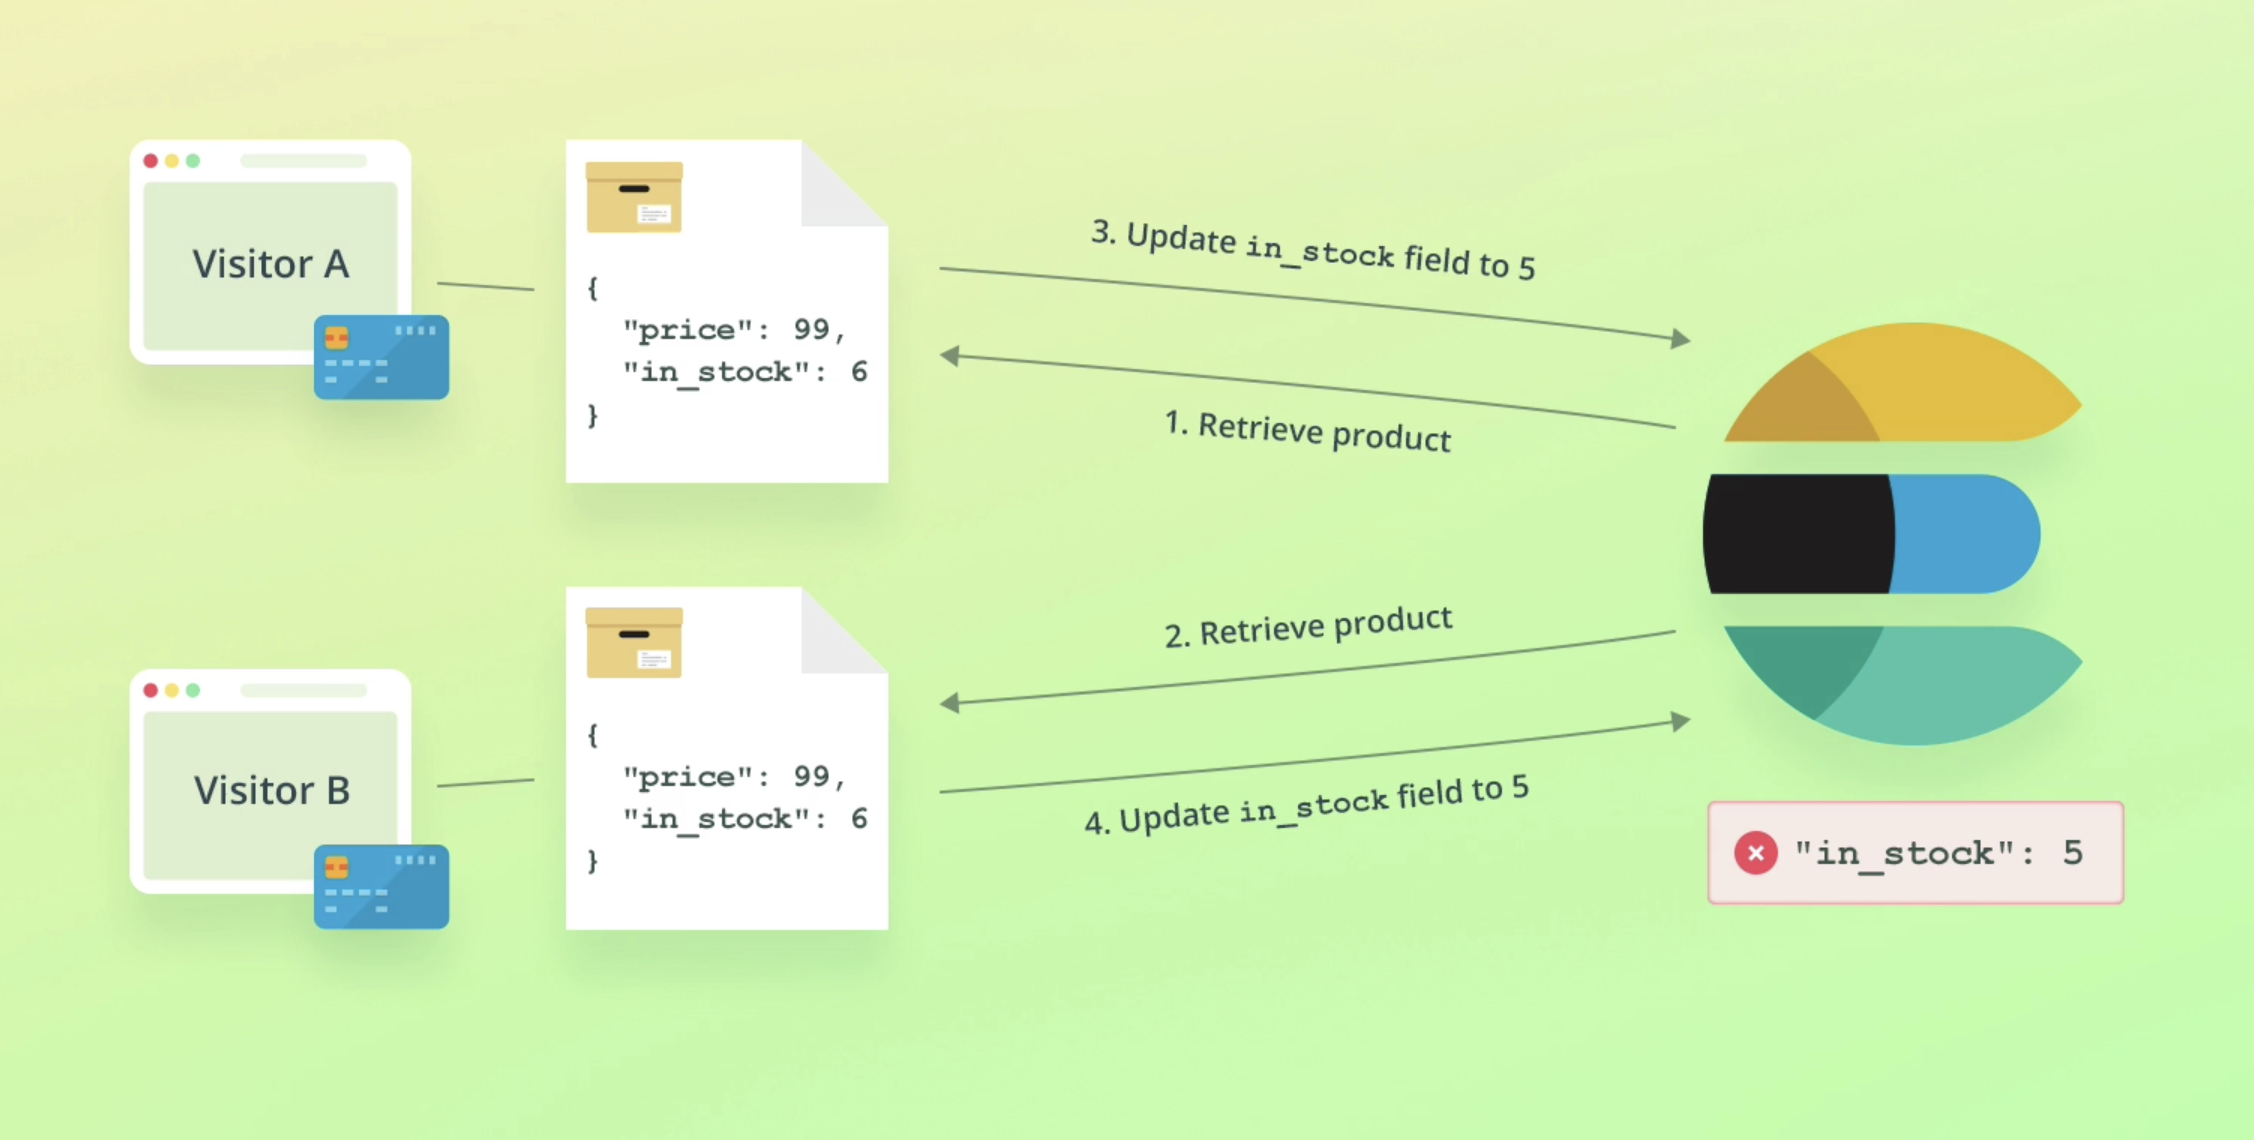 Visitor A
{
"price": 99,
"in_stock": 6
}
3. Update in_stock field to 5
1. Retrieve product
Visitor B
{
"price": 99,
"in_stock": 6
}
2. Retrieve product
4. Update in_stock field to 5
"in_stock": 5